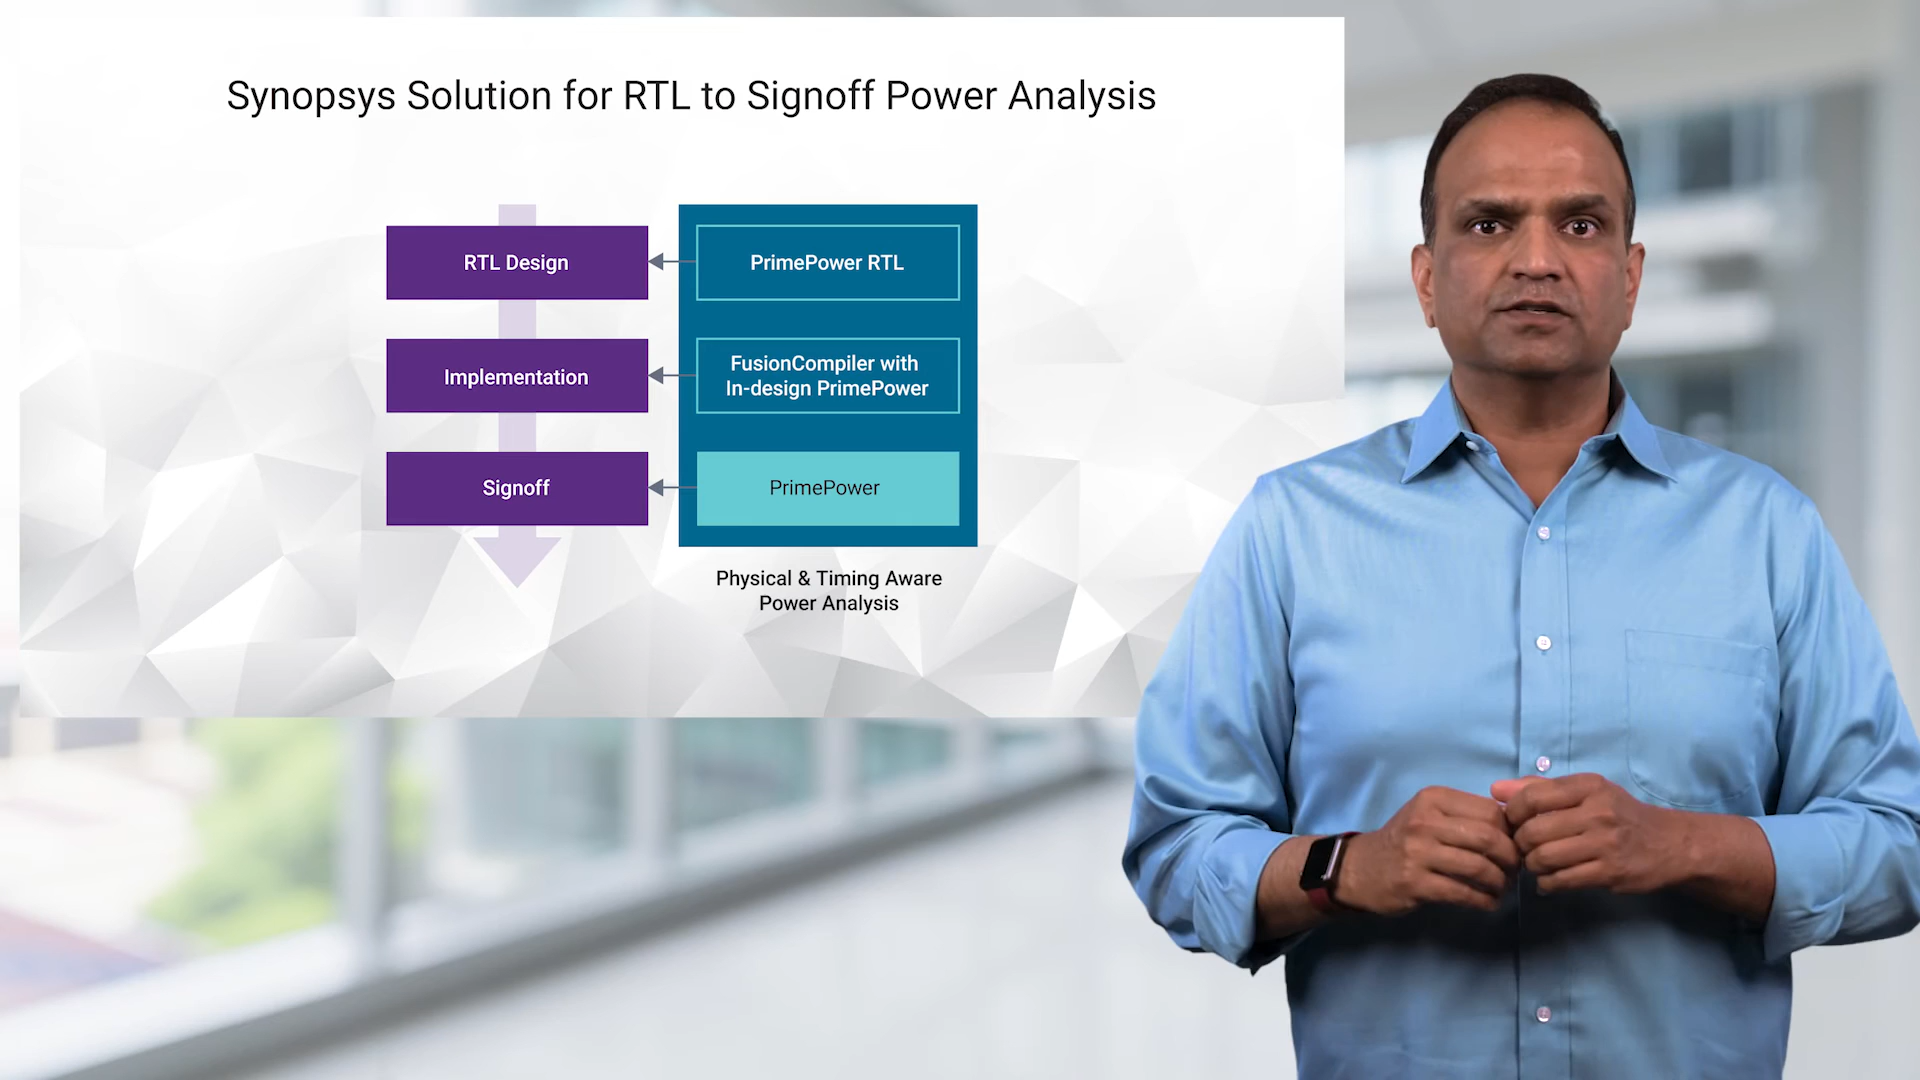 Synopsys Solution for RTL to Signoff Power Analysis
RTL Design
PrimePower RTL
Implementation
FusionCompiler with
In-design PrimePower
Signoff
PrimePower
Physical & Timing Aware
Power Analysis